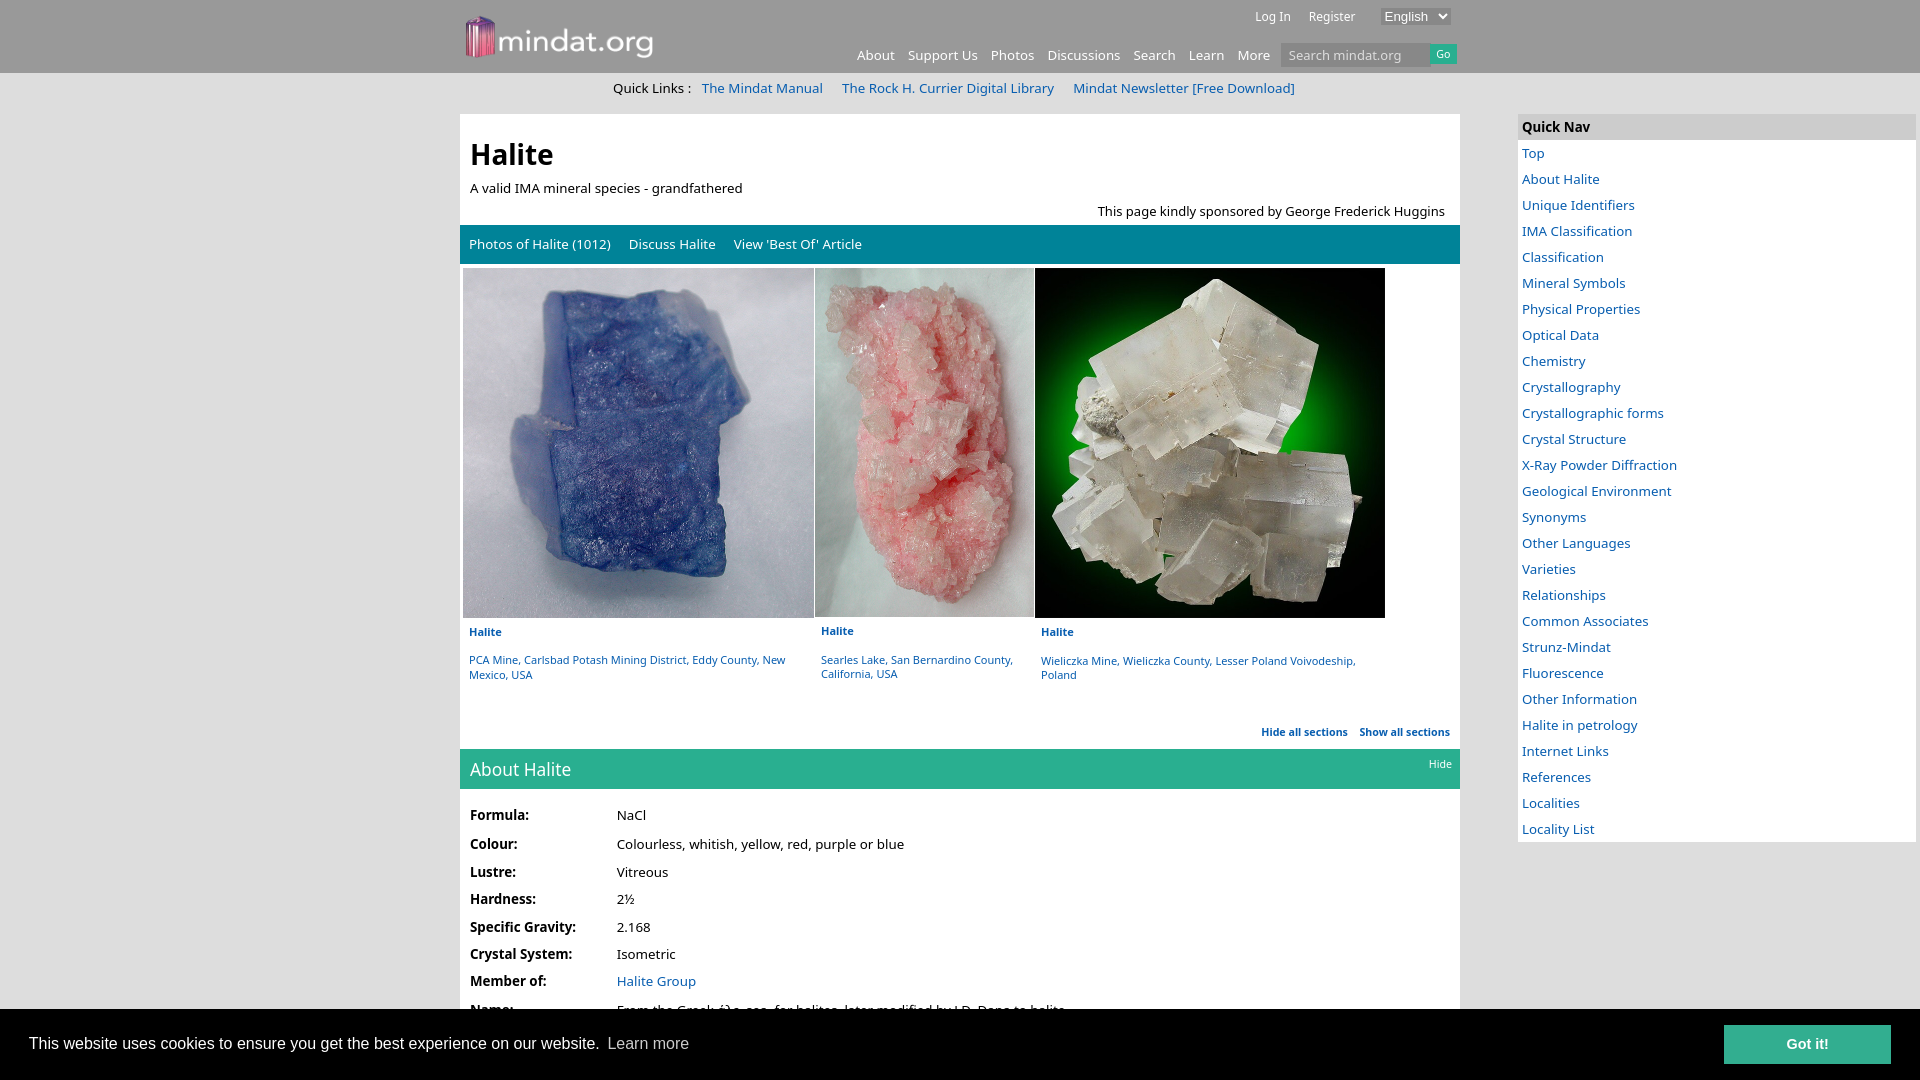 mindat.org
Log In Register English
About Support Us Photos Discussions Search Learn More Search mindat.org Go
Quick Links : The Mindat Manual The Rock H. Currier Digital Library Mindat Newsletter [Free Download]
Halite
A valid IMA mineral species - grandfathered
This page kindly sponsored by George Frederick Huggins
Photos of Halite (1012) Discuss Halite View 'Best Of' Article
Halite
PCA Mine, Carlsbad Potash Mining District, Eddy County, New
Mexico, USA
Halite
Searles Lake, San Bernardino County,
California, USA
Halite
Wieliczka Mine, Wieliczka County, Lesser Poland Voivodeship,
Poland
Hide all sections Show all sections
About Halite Hide
Formula: NaCl
Colour: Colourless, whitish, yellow, red, purple or blue
Lustre: Vitreous
Hardness: 2½
Specific Gravity: 2.168
Crystal System: Isometric
Member of: Halite Group
Quick Nav
Top
About Halite
Unique Identifiers
IMA Classification
Classification
Mineral Symbols
Physical Properties
Optical Data
Chemistry
Crystallography
Crystallographic forms
Crystal Structure
X-Ray Powder Diffraction
Geological Environment
Synonyms
Other Languages
Varieties
Relationships
Common Associates
Strunz-Mindat
Fluorescence
Other Information
Halite in petrology
Internet Links
References
Localities
Locality List
This website uses cookies to ensure you get the best experience on our website. Learn more
Got it!